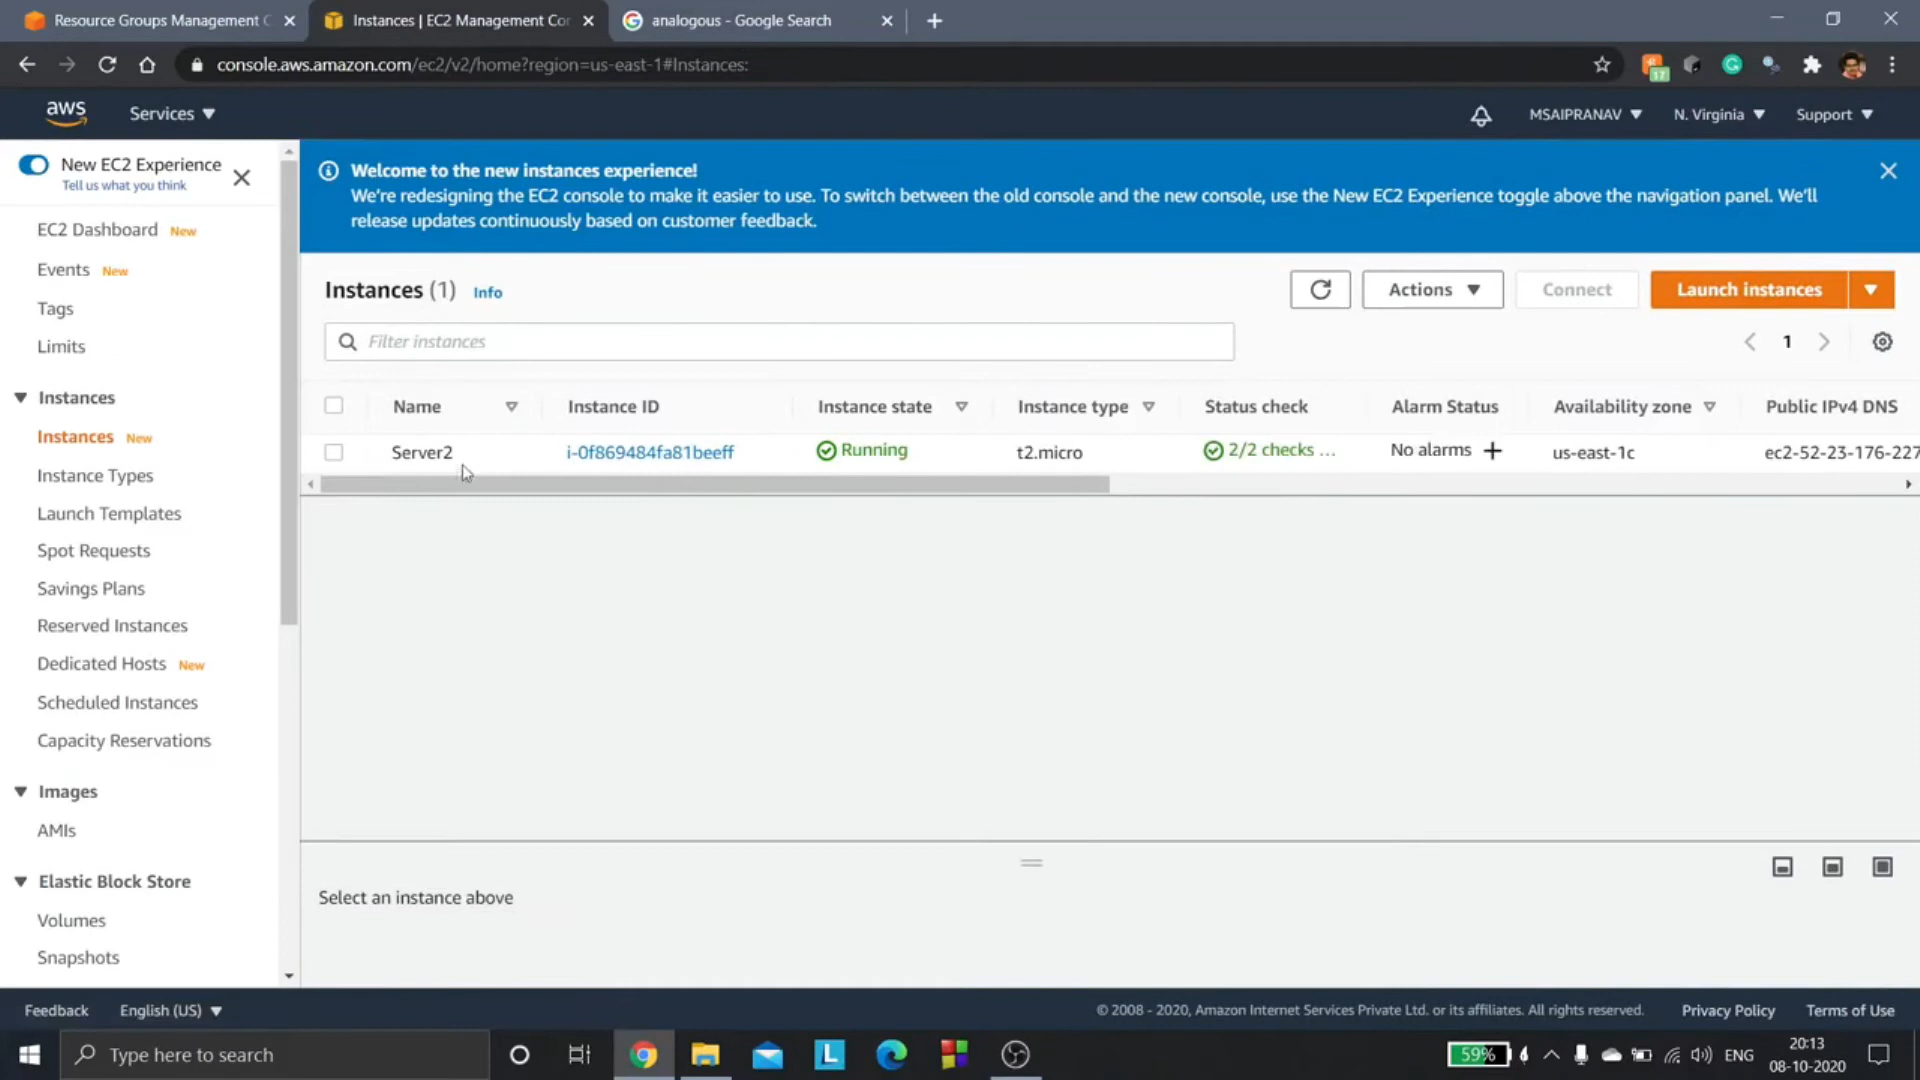 Resource Groups Management C
Instances | EC2 Management Cor
analogous - Google Search
console.aws.amazon.com/ec2/v2/home?region=us-east-1#Instances:
17
aws
Services
MSAIPRANAV
N. Virginia
Support
New EC2 Experience
Tell us what you think
Welcome to the new instances experience!
We're redesigning the EC2 console to make it easier to use. To switch between the old console and the new console, use the New EC2 Experience toggle above the navigation panel. We'll
release updates continuously based on customer feedback.
EC2 Dashboard New
Events New
Tags
Limits
Instances
Instances New
Instance Types
Launch Templates
Spot Requests
Savings Plans
Reserved Instances
Dedicated Hosts New
Scheduled Instances
Capacity Reservations
Images
AMIs
Elastic Block Store
Volumes
Snapshots
Instances (1) Info
Actions
Connect
Launch instances
Filter instances
1
Name Instance ID Instance state Instance type Status check Alarm Status Availability zone Public IPv4 DNS
Server2 i-0f869484fa81beeff Running t2.micro 2/2 checks ... No alarms us-east-1c ec2-52-23-176-227
Select an instance above
Feedback English (US) © 2008 - 2020, Amazon Internet Services Private Ltd. or its affiliates. All rights reserved. Privacy Policy Terms of Use
Type here to search
L
59%
ENG
20:13
08-10-2020